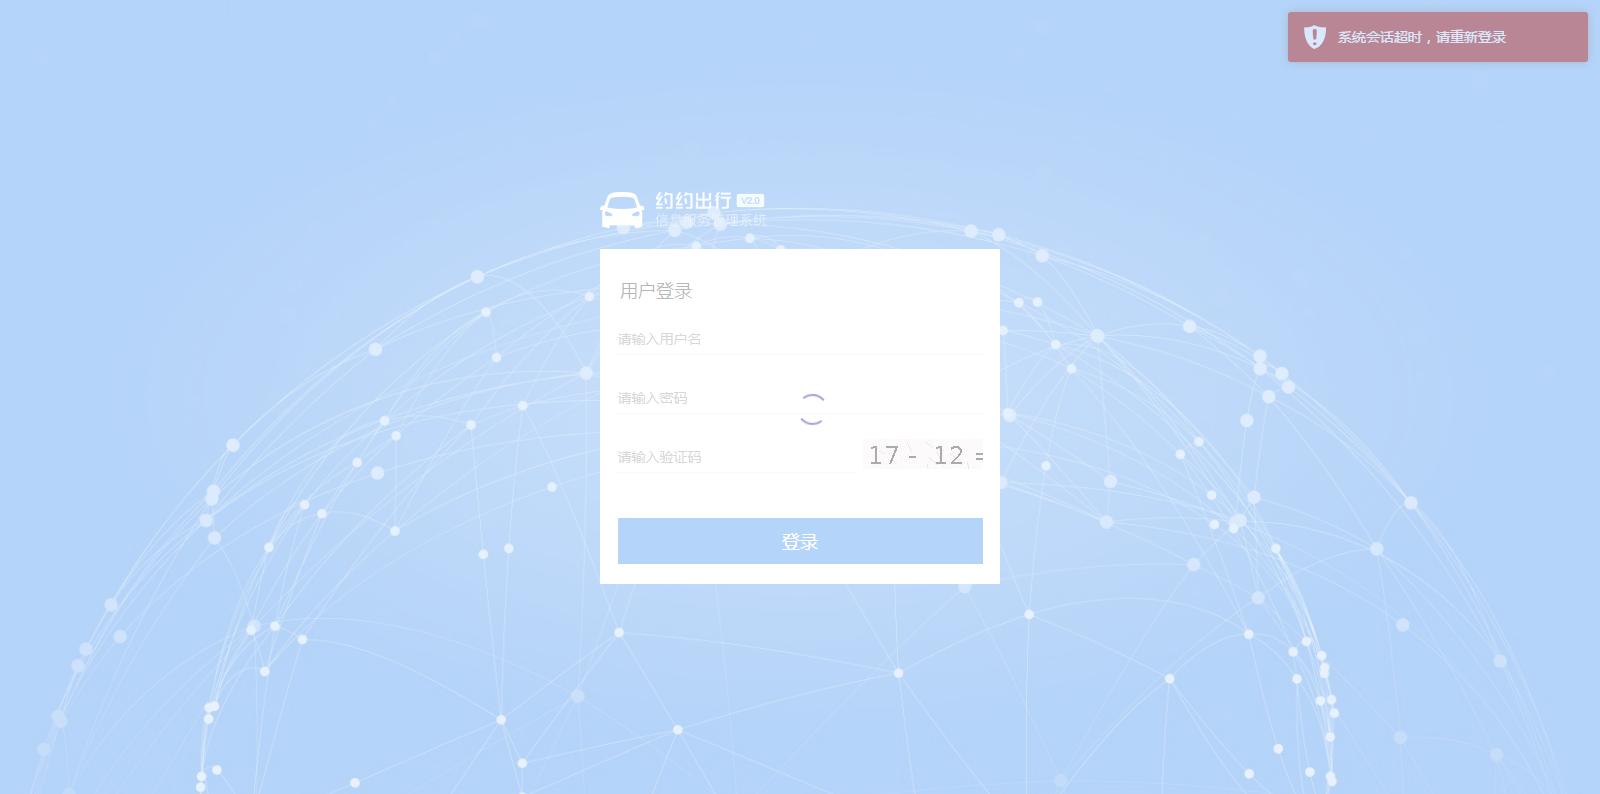 系统会话超时，请重新登录
约约出行 V2.0
信息服务管理系统
用户登录
请输入用户名
请输入密码
请输入验证码
17 - 12 =
登录